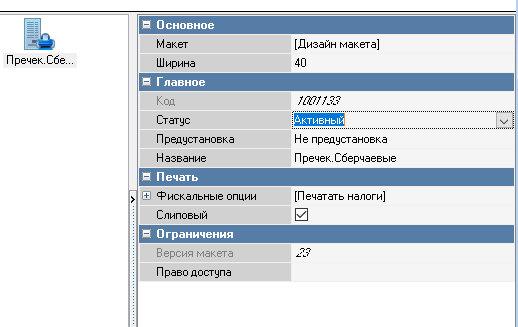 Пречек.Сбе...
Основное
Макет [Дизайн макета]
Ширина 40
Главное
Код 1001133
Статус Активный
Предустановка Не предустановка
Название Пречек.Сберчаевые
Печать
Фискальные опции [Печатать налоги]
Слиповый
Ограничения
Версия макета 23
Право доступа